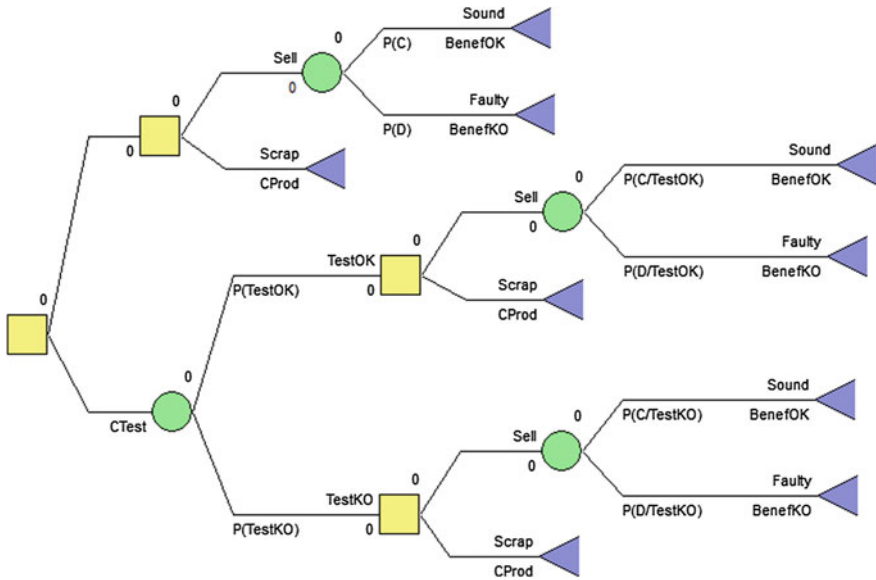 0
Sound
Sell
P(C)
BenefOK
0
0
Faulty
0
P(D)
BenefKO
Scrap
CProd
0
Sound
Sell
P(C/TestOK)
BenefOK
0
0
Faulty
TestOK
P(D/TestOK)
BenefKO
P(TestOK)
0
Scrap
CProd
0
0
CTest
0
Sound
Sell
P(C/TestKO)
BenefOK
0
0
Faulty
TestKO
P(D/TestKO)
BenefKO
P(TestKO)
0
Scrap
CProd